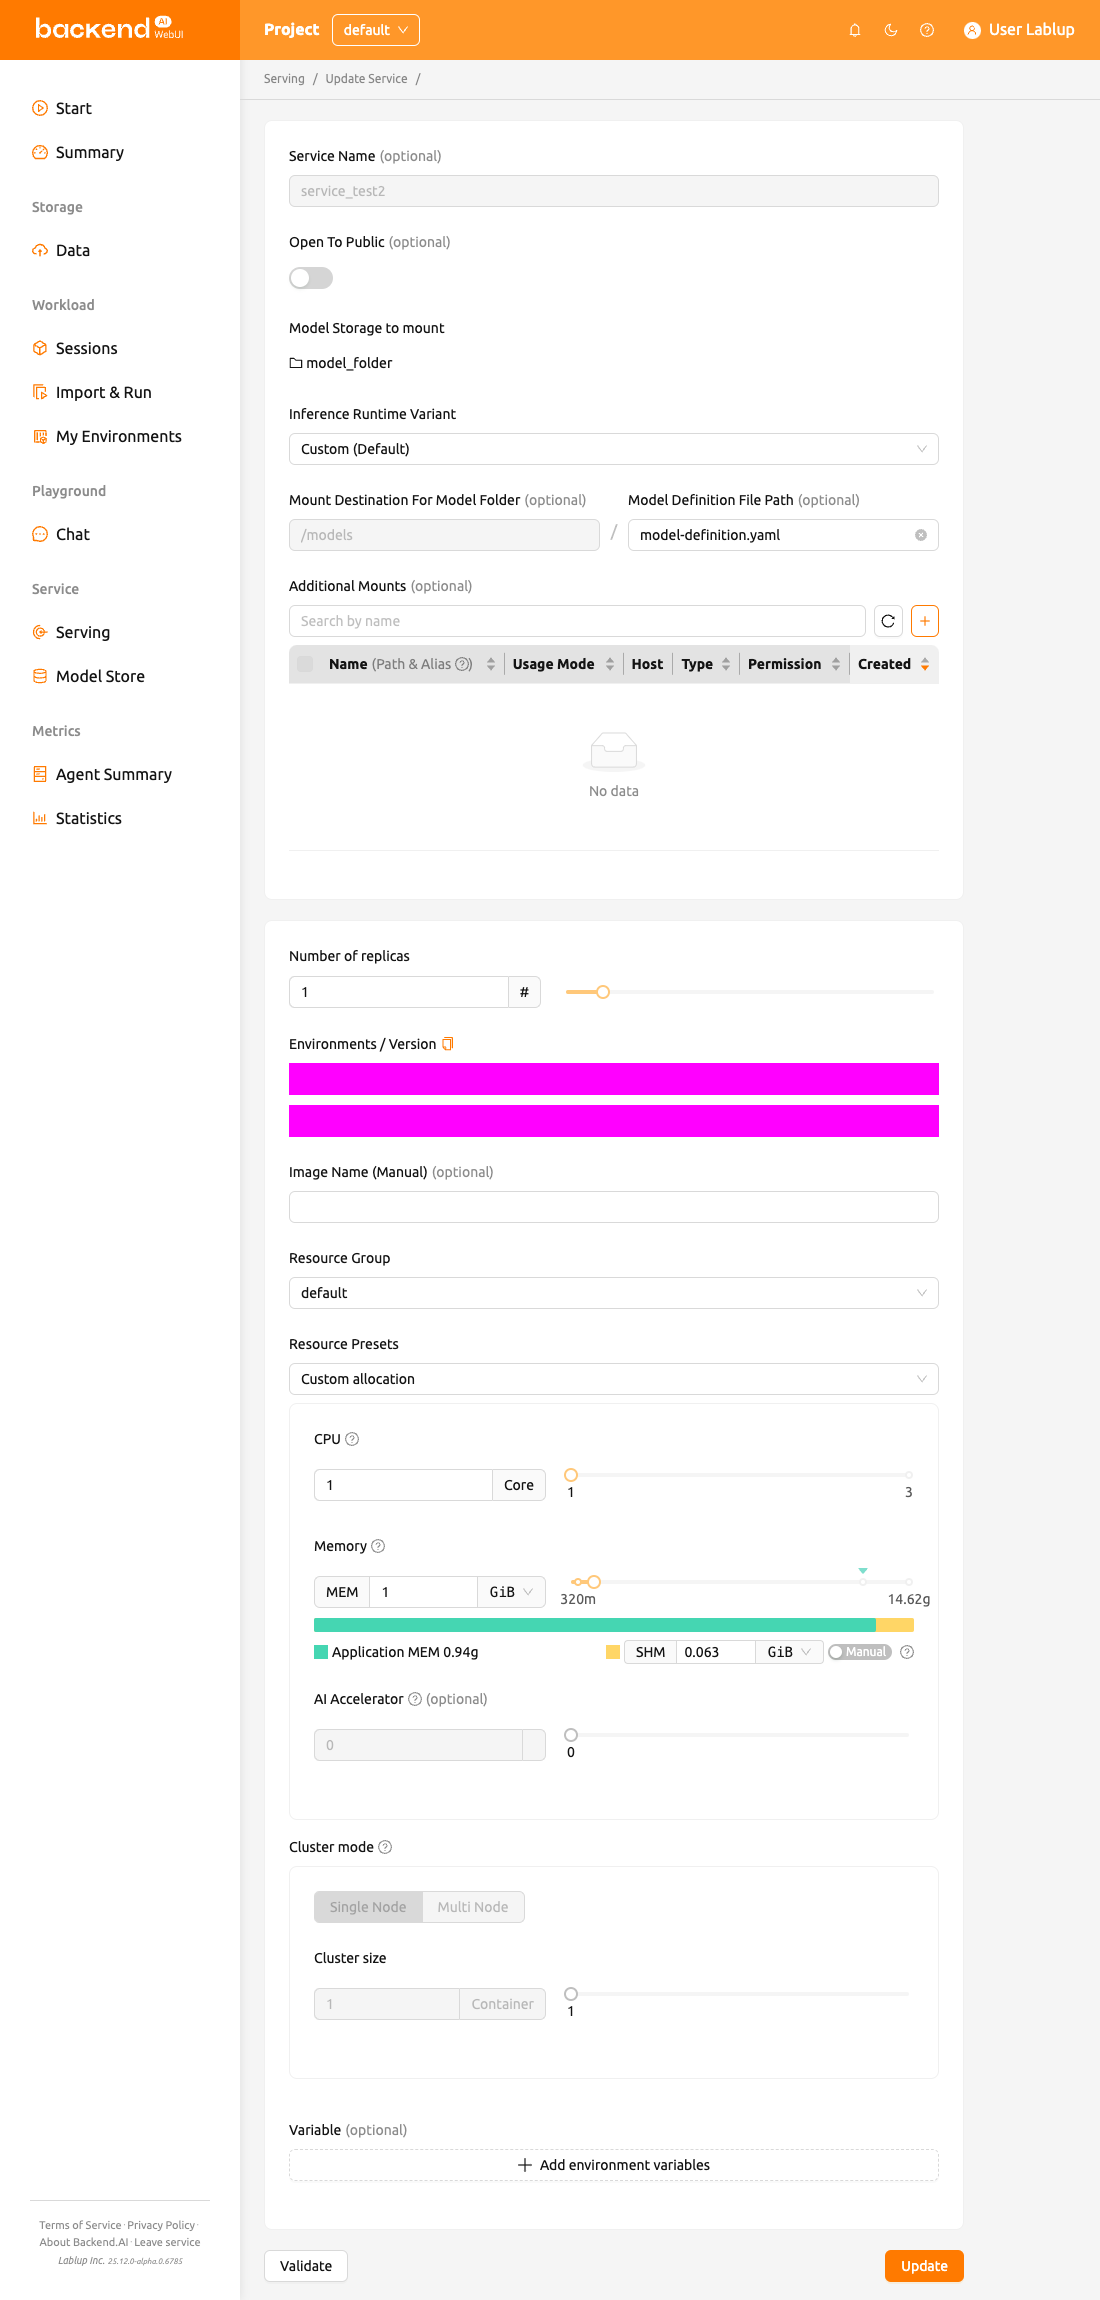 backend AI WebUI
Project default
User Lablup
Serving / Update Service /
Start
Summary
Storage
Data
Workload
Sessions
Import & Run
My Environments
Playground
Chat
Service
Serving
Model Store
Metrics
Agent Summary
Statistics
Terms of Service · Privacy Policy ·
About Backend.AI · Leave service
Lablup Inc. 25.12.0-alpha.0.6785
Service Name (optional)
service_test2
Open To Public (optional)
Model Storage to mount
model_folder
Inference Runtime Variant
Custom (Default)
Mount Destination For Model Folder (optional)
/models
/
Model Definition File Path (optional)
model-definition.yaml
Additional Mounts (optional)
Search by name
Name (Path & Alias ?) Usage Mode Host Type Permission Created
No data
Number of replicas
1 #
Environments / Version
Image Name (Manual) (optional)
Resource Group
default
Resource Presets
Custom allocation
CPU ?
1 Core
1 3
Memory ?
MEM 1 GiB
320m 14.62g
Application MEM 0.94g
SHM 0.063 GiB Manual ?
AI Accelerator ? (optional)
0
0
Cluster mode ?
Single Node Multi Node
Cluster size
1 Container
1
Variable (optional)
+ Add environment variables
Validate
Update